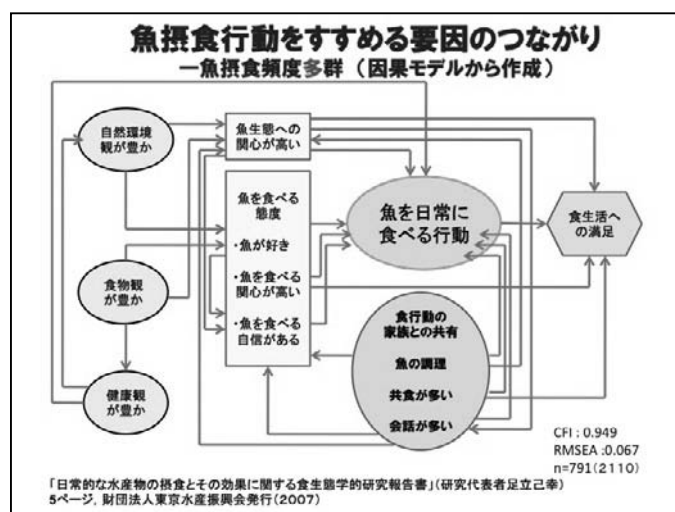 魚摂食行動をすすめる要因のつながり
ー魚摂食頻度多群（因果モデルから作成）
自然環境
観が豊か
魚生態への
関心が高い
魚を食べる
態度
・魚が好き
・魚を食べる
関心が高い
・魚を食べる
自信がある
魚を日常に
食べる行動
食生活へ
の満足
食物観
が豊か
健康観
が豊か
食行動の
家族との共有
魚の調理
共食が多い
会話が多い
CFI : 0.949
RMSEA :0.067
n=791(2110)
「日常的な水産物の摂食とその効果に関する食生態学的研究報告書」(研究代表者足立己幸)
5ページ, 財団法人東京水産振興会発行(2007)